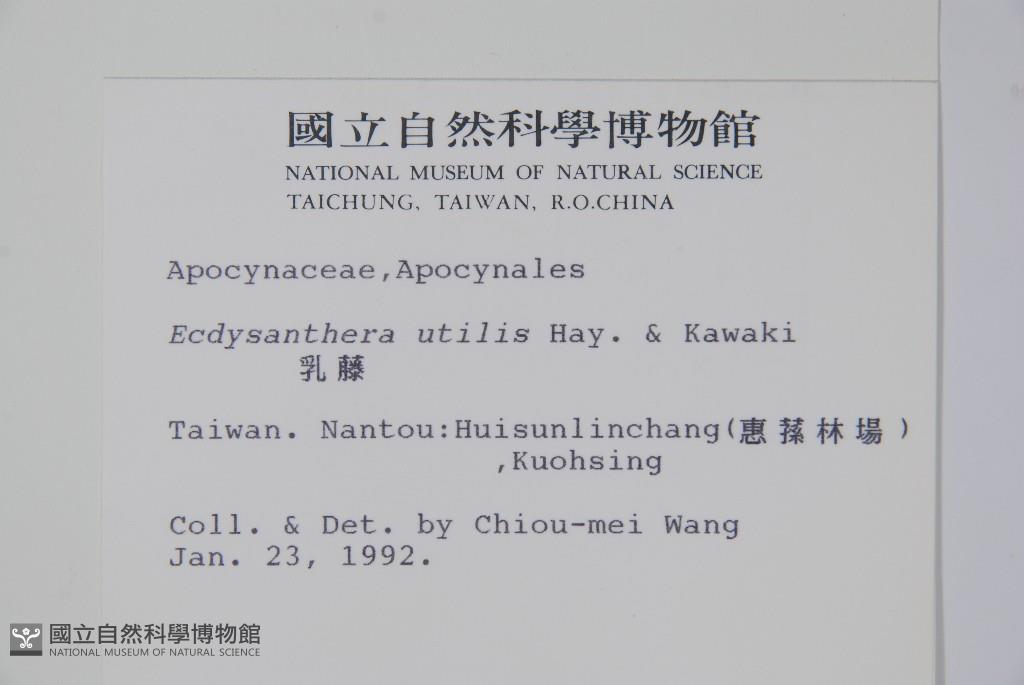 國立自然科學博物館
NATIONAL MUSEUM OF NATURAL SCIENCE
TAICHUNG, TAIWAN, R.O.CHINA
Apocynaceae,Apocynales
Ecdysanthera utilis Hay. & Kawaki
乳藤
Taiwan. Nantou:Huisunlinchang(惠蓀林場)
,Kuohsing
Coll. & Det. by Chiou-mei Wang
Jan. 23, 1992.
國立自然科學博物館
NATIONAL MUSEUM OF NATURAL SCIENCE